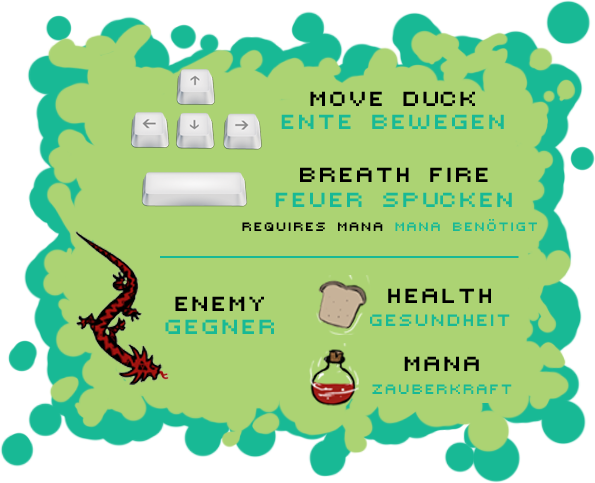 MOVE DUCK
ENTE BEWEGEN
BREATH FIRE
FEUER SPUCKEN
REQUIRES MANA MANA BENÖTIGT
ENEMY
GEGNER
HEALTH
GESUNDHEIT
MANA
ZAUBERKRAFT